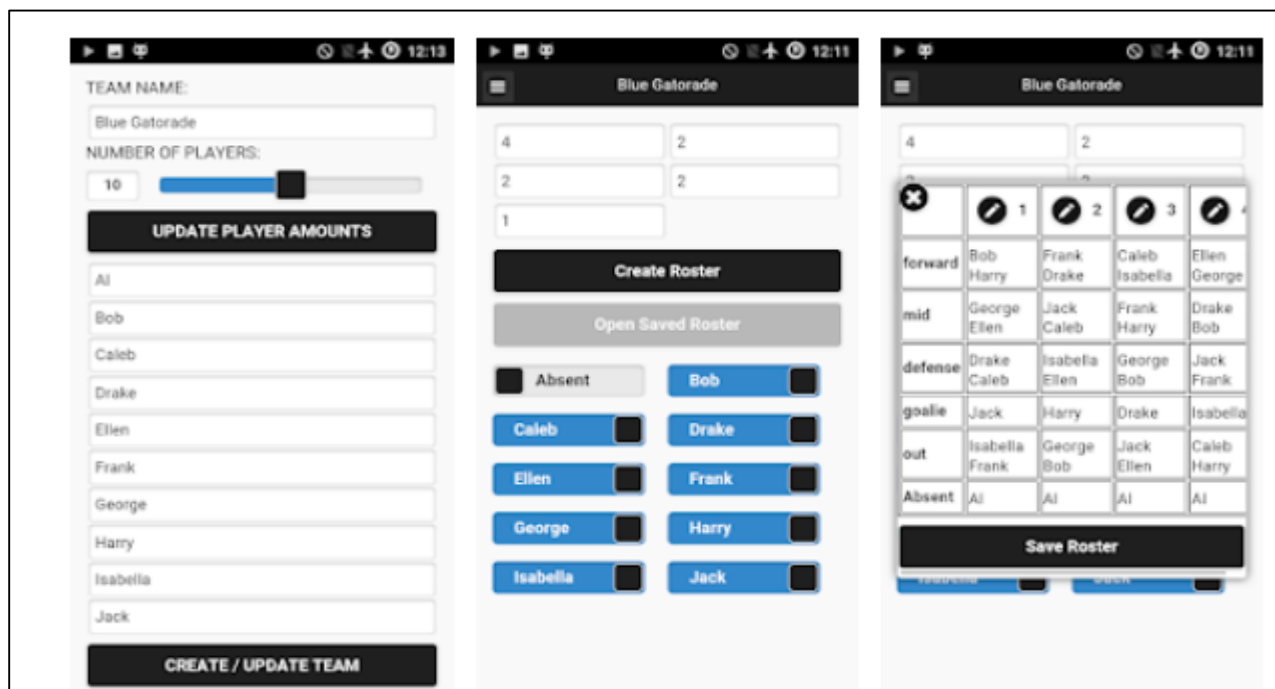 12:13
TEAM NAME:
Blue Gatorade
NUMBER OF PLAYERS:
10
UPDATE PLAYER AMOUNTS
Al
Bob
Caleb
Drake
Ellen
Frank
George
Harry
Isabella
Jack
CREATE / UPDATE TEAM
12:11
Blue Gatorade
4 2
2 2
1
Create Roster
Open Saved Roster
Absent Bob
Caleb Drake
Ellen Frank
George Harry
Isabella Jack
12:11
Blue Gatorade
4 2
1 2 3 4
forward Bob Frank Caleb Ellen
Harry Drake Isabella George
mid George Jack Frank Drake
Ellen Caleb Harry Bob
defense Drake Isabella George Jack
Caleb Ellen Bob Frank
goalie Jack Harry Drake Isabella
out Isabella George Jack Caleb
Frank Bob Ellen Harry
Absent Al Al Al Al
Save Roster
Isabella Jack